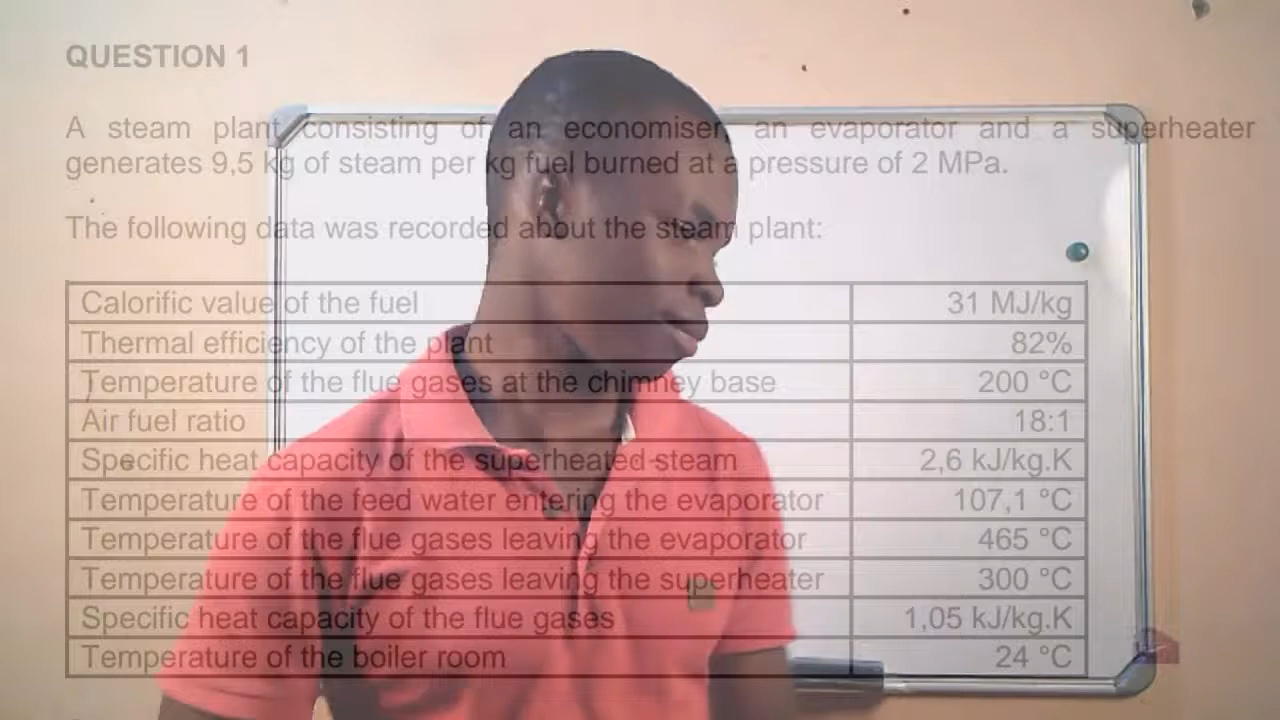 QUESTION 1
A steam plant consisting of an economiser, an evaporator and a superheater
generates 9,5 kg of steam per kg fuel burned at a pressure of 2 MPa.
The following data was recorded about the steam plant:
Calorific value of the fuel 31 MJ/kg
Thermal efficiency of the plant 82%
Temperature of the flue gases at the chimney base 200 °C
Air fuel ratio 18:1
Specific heat capacity of the superheated steam 2,6 kJ/kg.K
Temperature of the feed water entering the evaporator 107,1 °C
Temperature of the flue gases leaving the evaporator 465 °C
Temperature of the flue gases leaving the superheater 300 °C
Specific heat capacity of the flue gases 1,05 kJ/kg.K
Temperature of the boiler room 24 °C